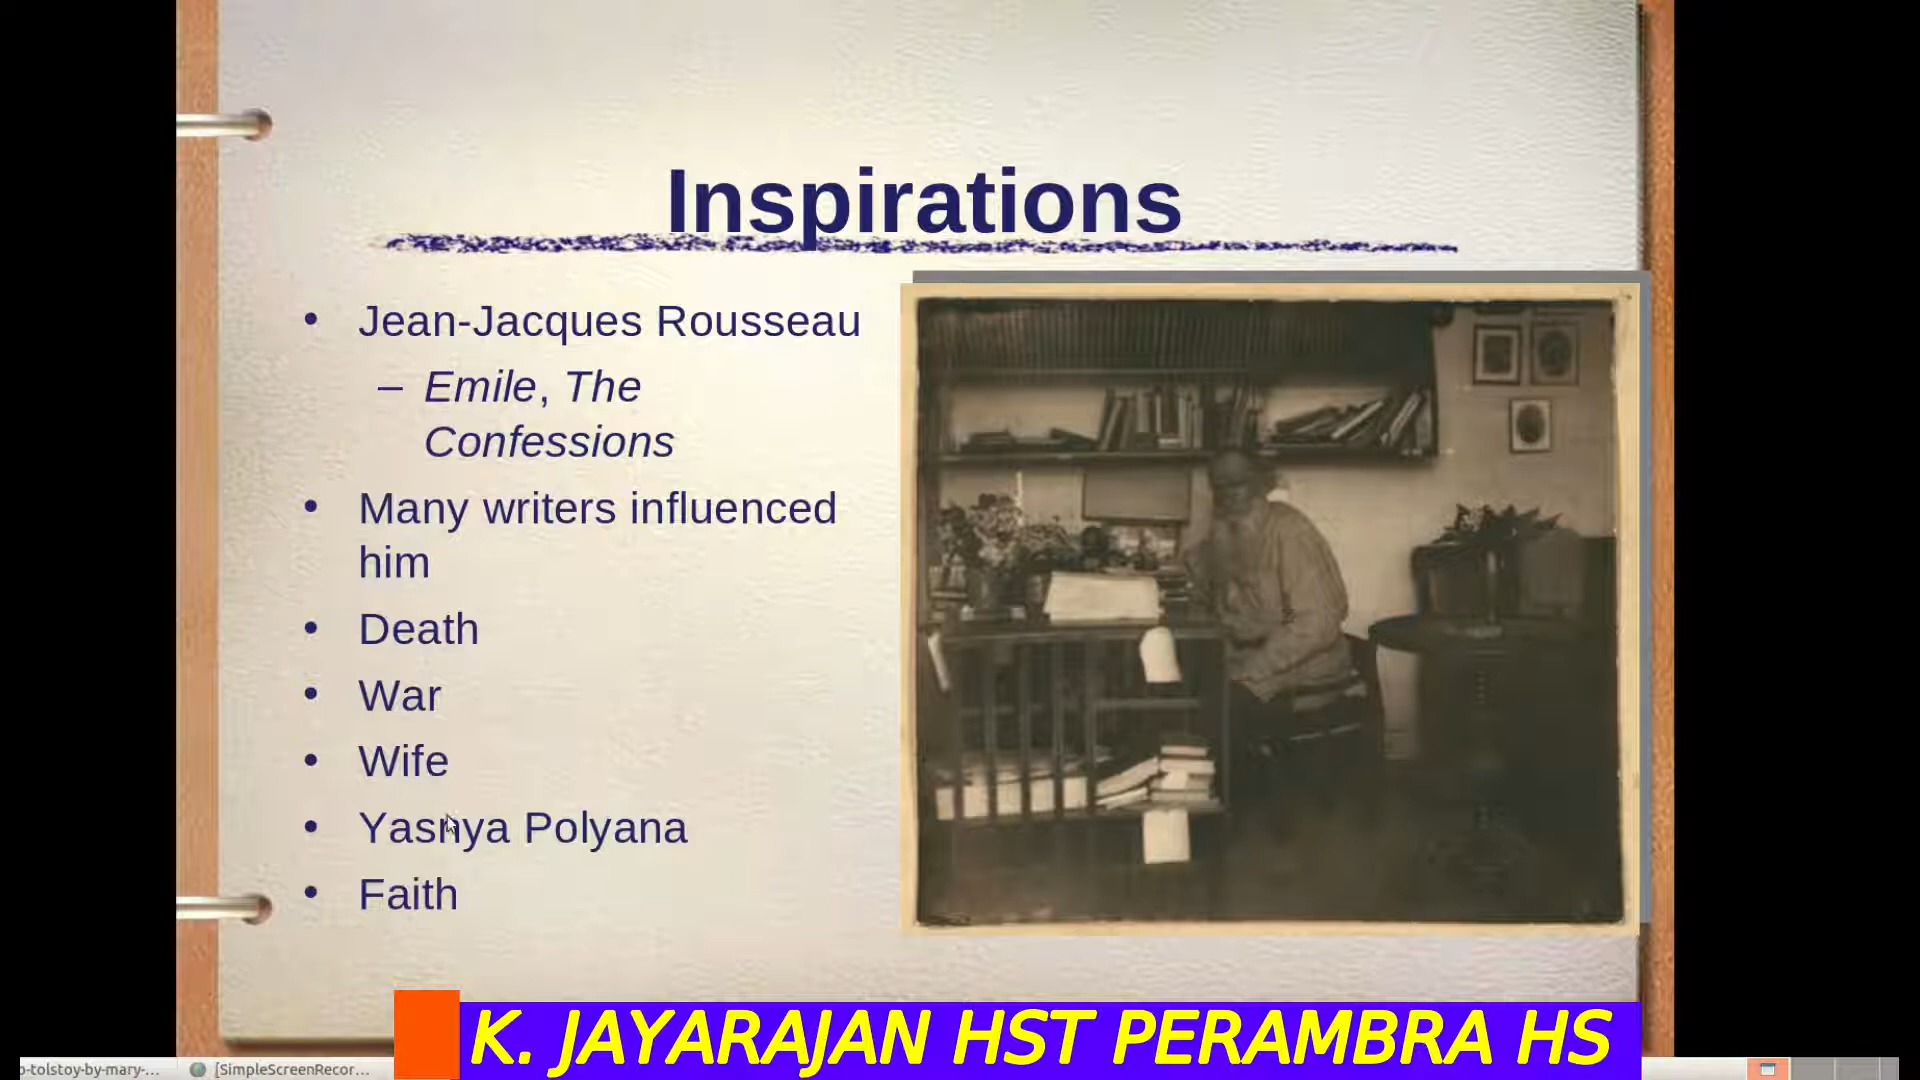 Inspirations
• Jean-Jacques Rousseau
– Emile, The
Confessions
• Many writers influenced
him
• Death
• War
• Wife
• Yasnya Polyana
• Faith
K. JAYARAJAN HST PERAMBRA HS
o-tolstoy-by-mary-...
[SimpleScreenRecor...